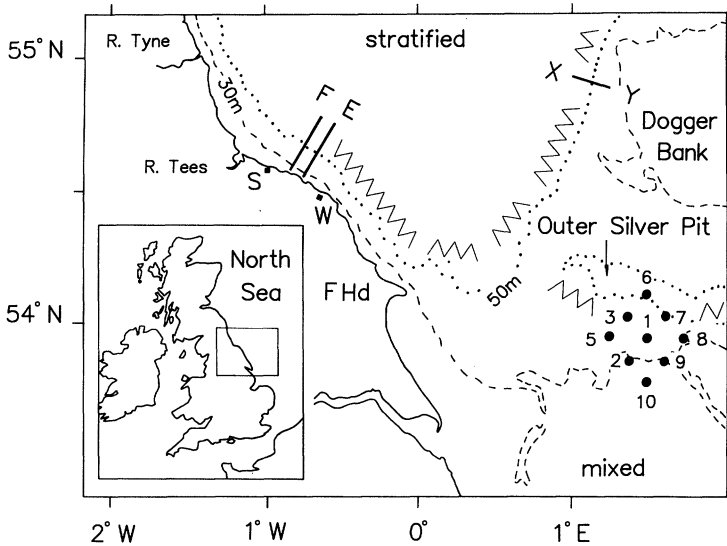 55°N
R. Tyne
stratified
30m
F
E
X
Y
Dogger
Bank
R. Tees
S
W
Outer Silver Pit
North
Sea
F Hd
50m
54°N
6
3
1
7
5
8
2
9
10
mixed
2°W
1°W
0°
1°E